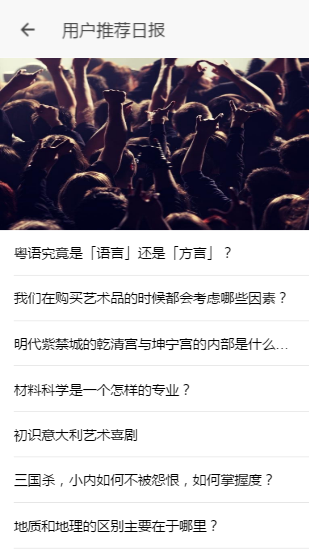 用户推荐日报
粤语究竟是「语言」还是「方言」？
我们在购买艺术品的时候都会考虑哪些因素？
明代紫禁城的乾清宫与坤宁宫的内部是什么…
材料科学是一个怎样的专业？
初识意大利艺术喜剧
三国杀，小内如何不被怨恨，如何掌握度？
地质和地理的区别主要在于哪里？